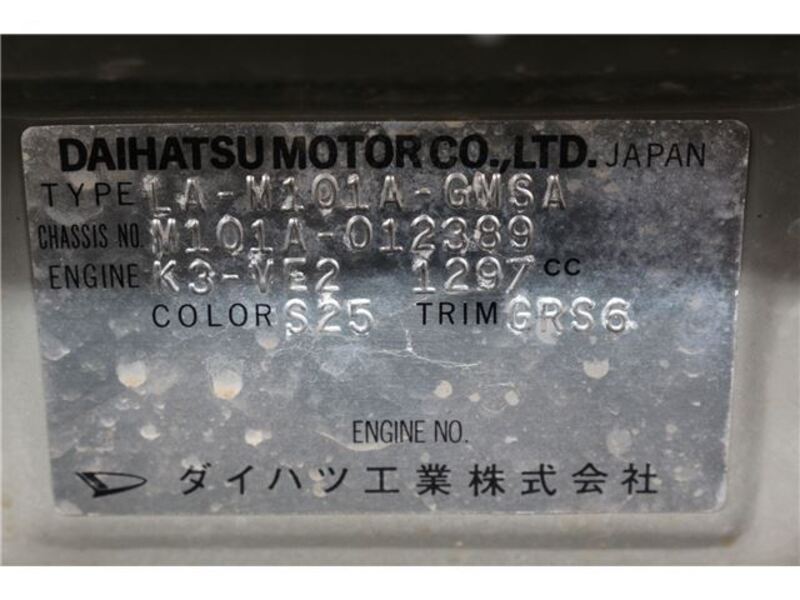 DAIHATSU MOTOR CO.,LTD. JAPAN
TYPE LA-M101A-GMSA
CHASSIS NO. M101A-012389
ENGINE K3-VE2 1297 CC
COLOR S25 TRIM GRS6
ENGINE NO.
ダイハツ工業株式会社